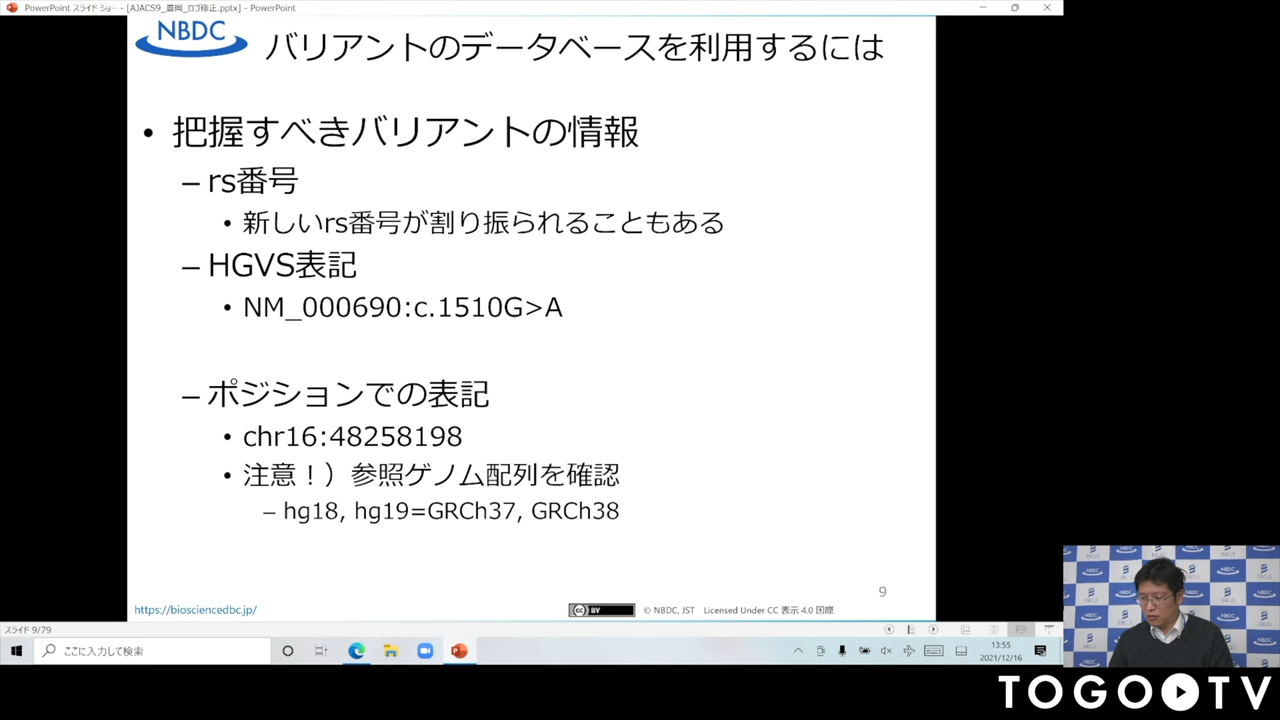 PowerPoint スライド ショー - [AJACS9_豊岡_ロゴ修正.pptx] - PowerPoint
NBDC
バリアントのデータベースを利用するには
• 把握すべきバリアントの情報
– rs番号
• 新しいrs番号が割り振られることもある
– HGVS表記
• NM_000690:c.1510G>A
– ポジションでの表記
• chr16:48258198
• 注意！）参照ゲノム配列を確認
– hg18, hg19=GRCh37, GRCh38
9
https://biosciencedbc.jp/
CC BY
© NBDC, JST Licensed Under CC 表示 4.0 国際
スライド 9/79
ここに入力して検索
13:55
2021/12/16
NBDC
TOGO TV